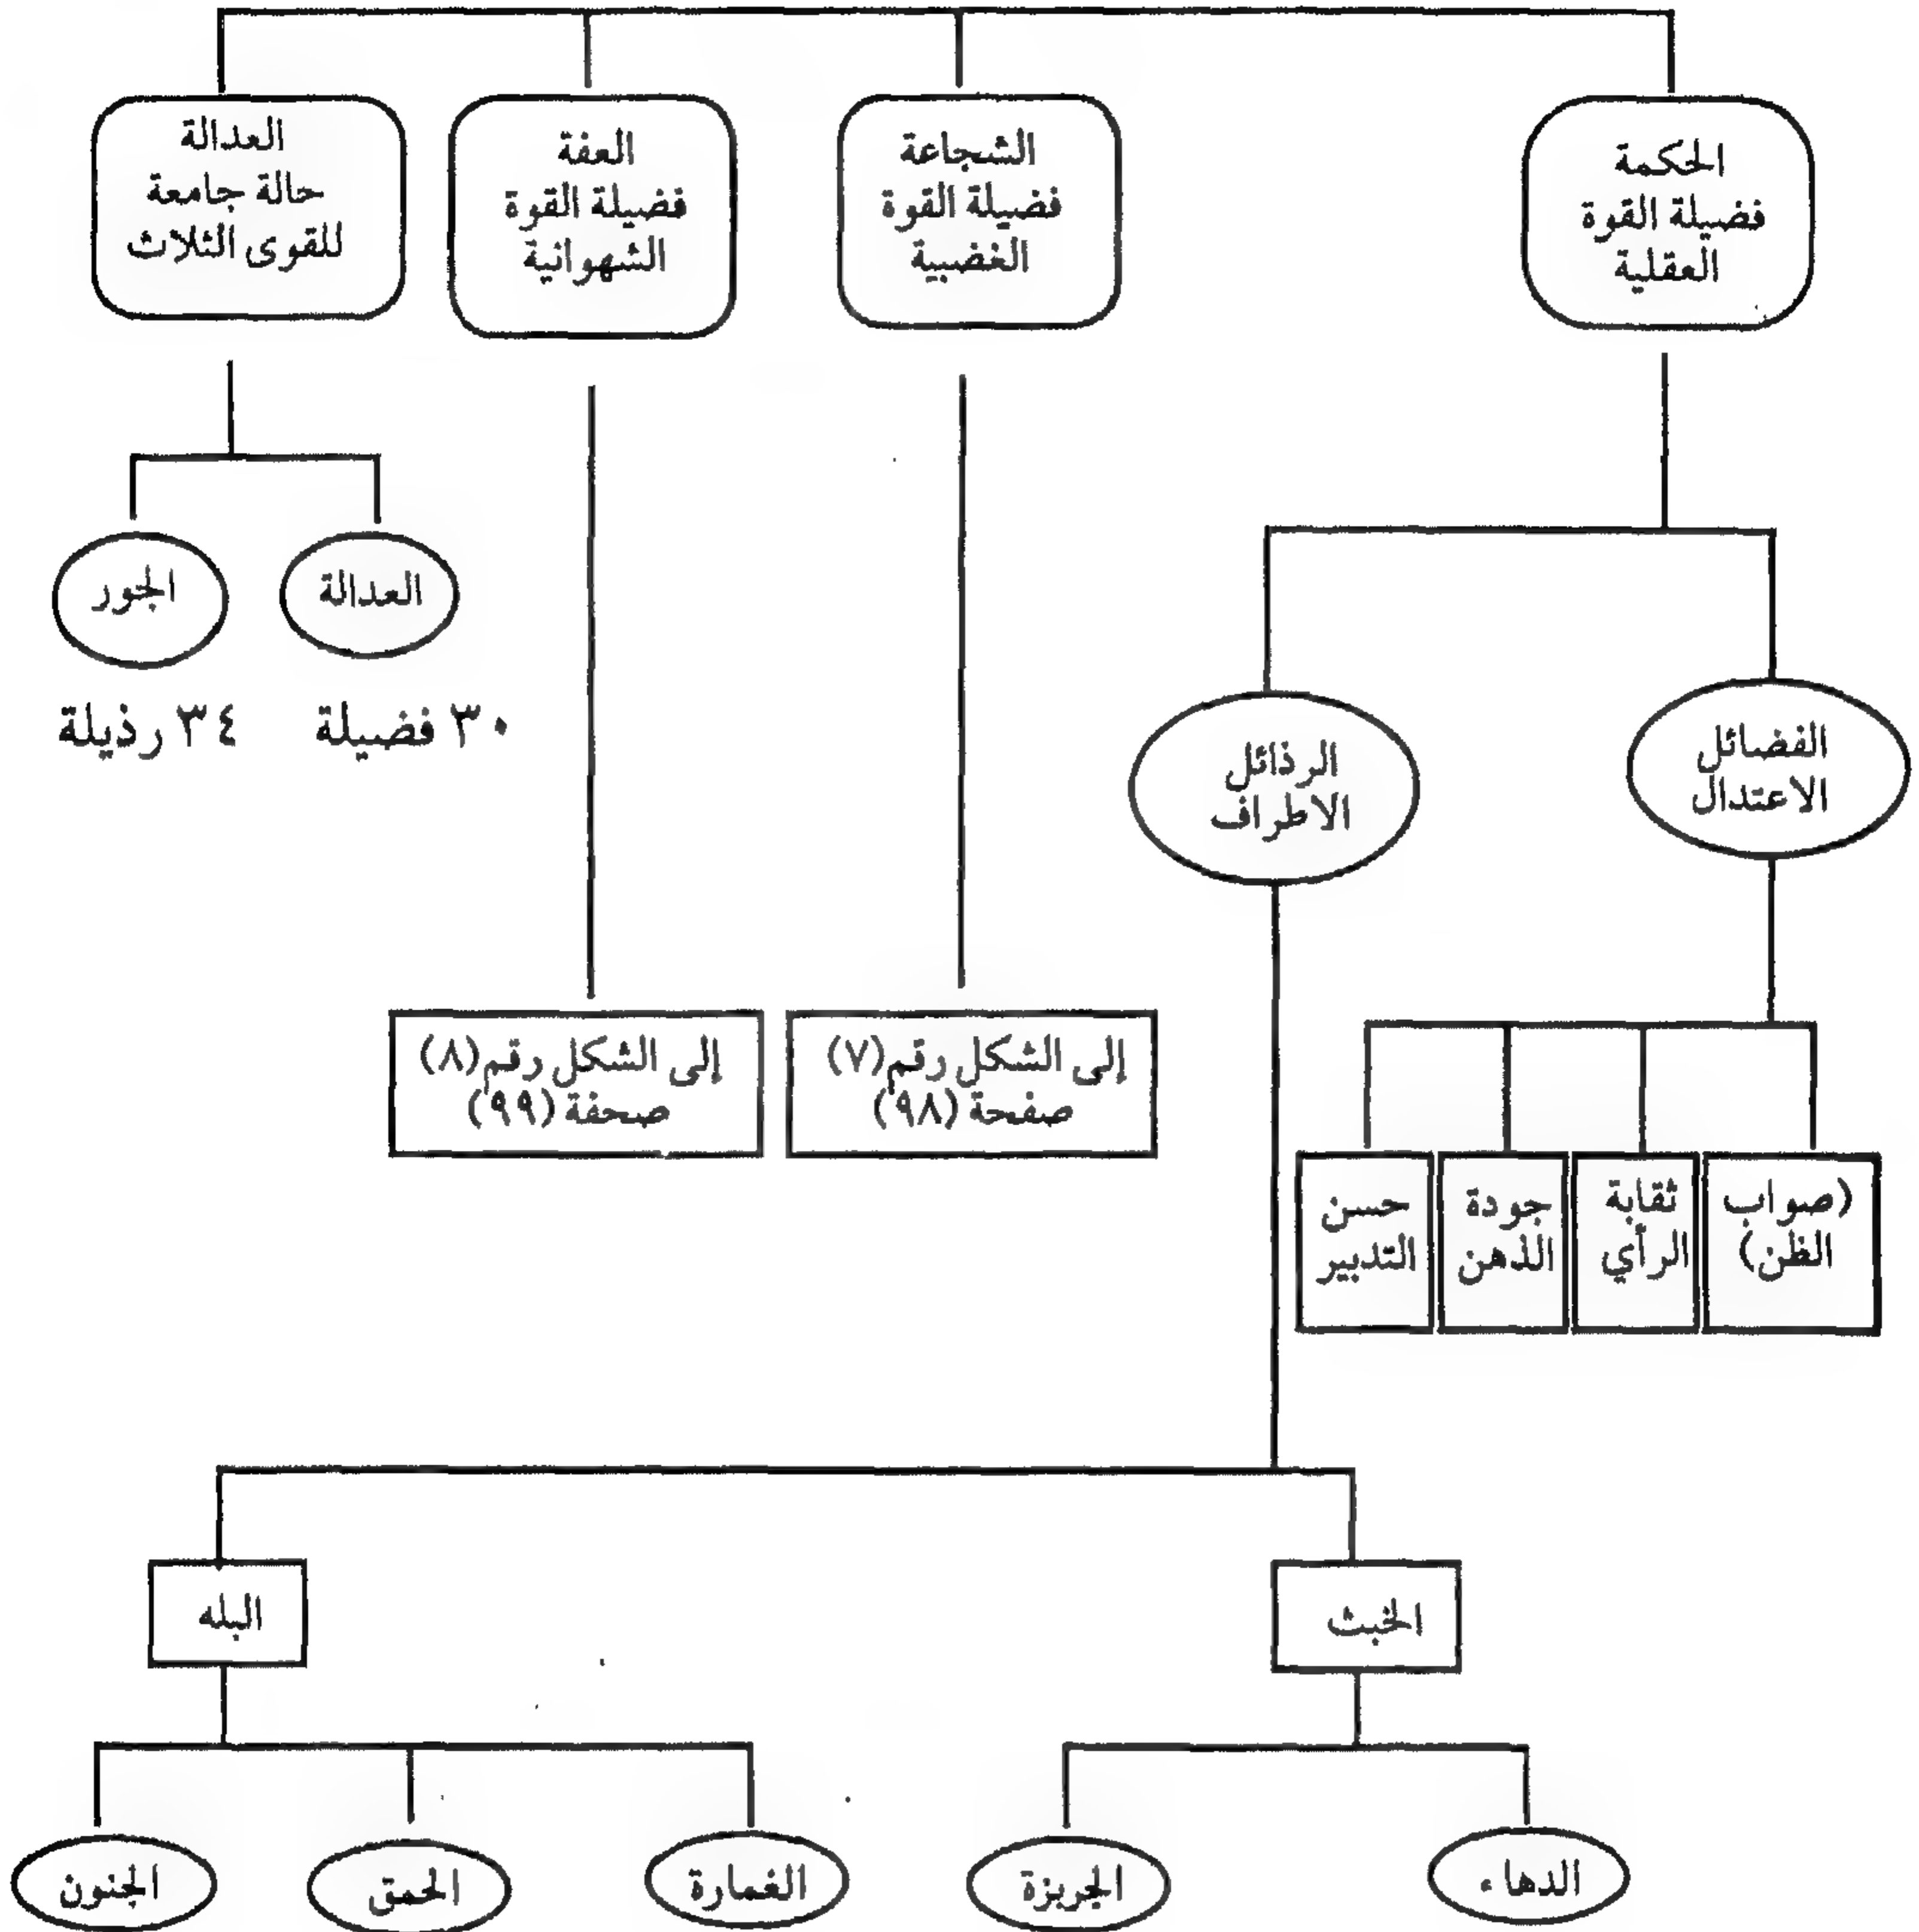 الحكمة
فضيلة القوة
العقلية
الشجاعة
فضيلة القوة
الغضبية
العفة
فضيلة القوة
الشهوانية
العدالة
حالة جامعة
للقوى الثلاث
العدالة
الجور
٣٠ فضيلة
٣٤ رذيلة
الفضائل
الاعتدال
الرذائل
الاطراف
إلى الشكل رقم (٧)
صفحة (٩٨)
إلى الشكل رقم (٨)
صحفة (٩٩)
(صواب
الظن)
ثقابة
الرأي
جودة
الذهن
حسن
التدبير
الخبث
البله
الدهاء
الجربزة
الغمارة
الحمق
الجنون